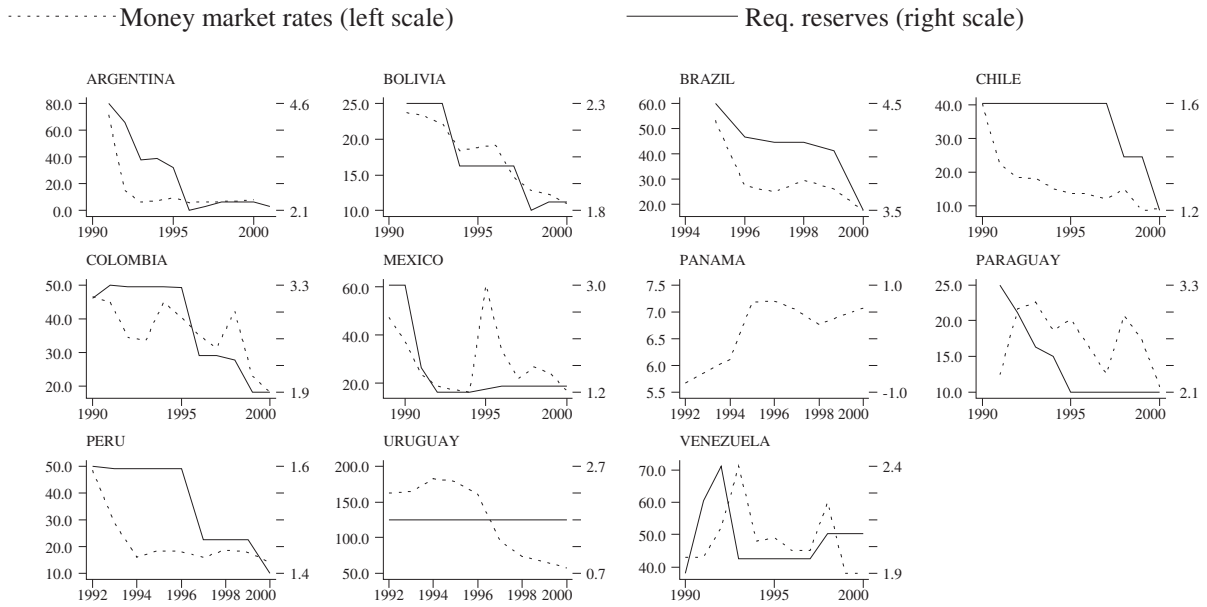 Money market rates (left scale) Req. reserves (right scale)
ARGENTINA BOLIVIA BRAZIL CHILE
80.0 4.6 25.0 2.3 60.0 4.5 40.0 1.6
60.0 20.0 50.0 30.0
40.0 15.0 40.0 20.0
20.0 30.0
0.0 2.1 10.0 1.8 20.0 3.5 10.0 1.2
1990 1995 2000 1990 1995 2000 1994 1996 1998 2000 1990 1995 2000
COLOMBIA MEXICO PANAMA PARAGUAY
50.0 3.3 60.0 3.0 7.5 1.0 25.0 3.3
40.0 40.0 7.0 20.0
30.0 6.5 15.0
20.0 1.9 20.0 1.2 6.0
5.5 -1.0 10.0 2.1
1990 1995 2000 1990 1995 2000 1992 1994 1996 1998 2000 1990 1995 2000
PERU URUGUAY VENEZUELA
50.0 1.6 200.0 2.7 70.0 2.4
40.0 150.0 60.0
30.0 100.0 50.0
20.0
10.0 1.4 50.0 0.7 40.0 1.9
1992 1994 1996 1998 2000 1992 1994 1996 1998 2000 1990 1995 2000